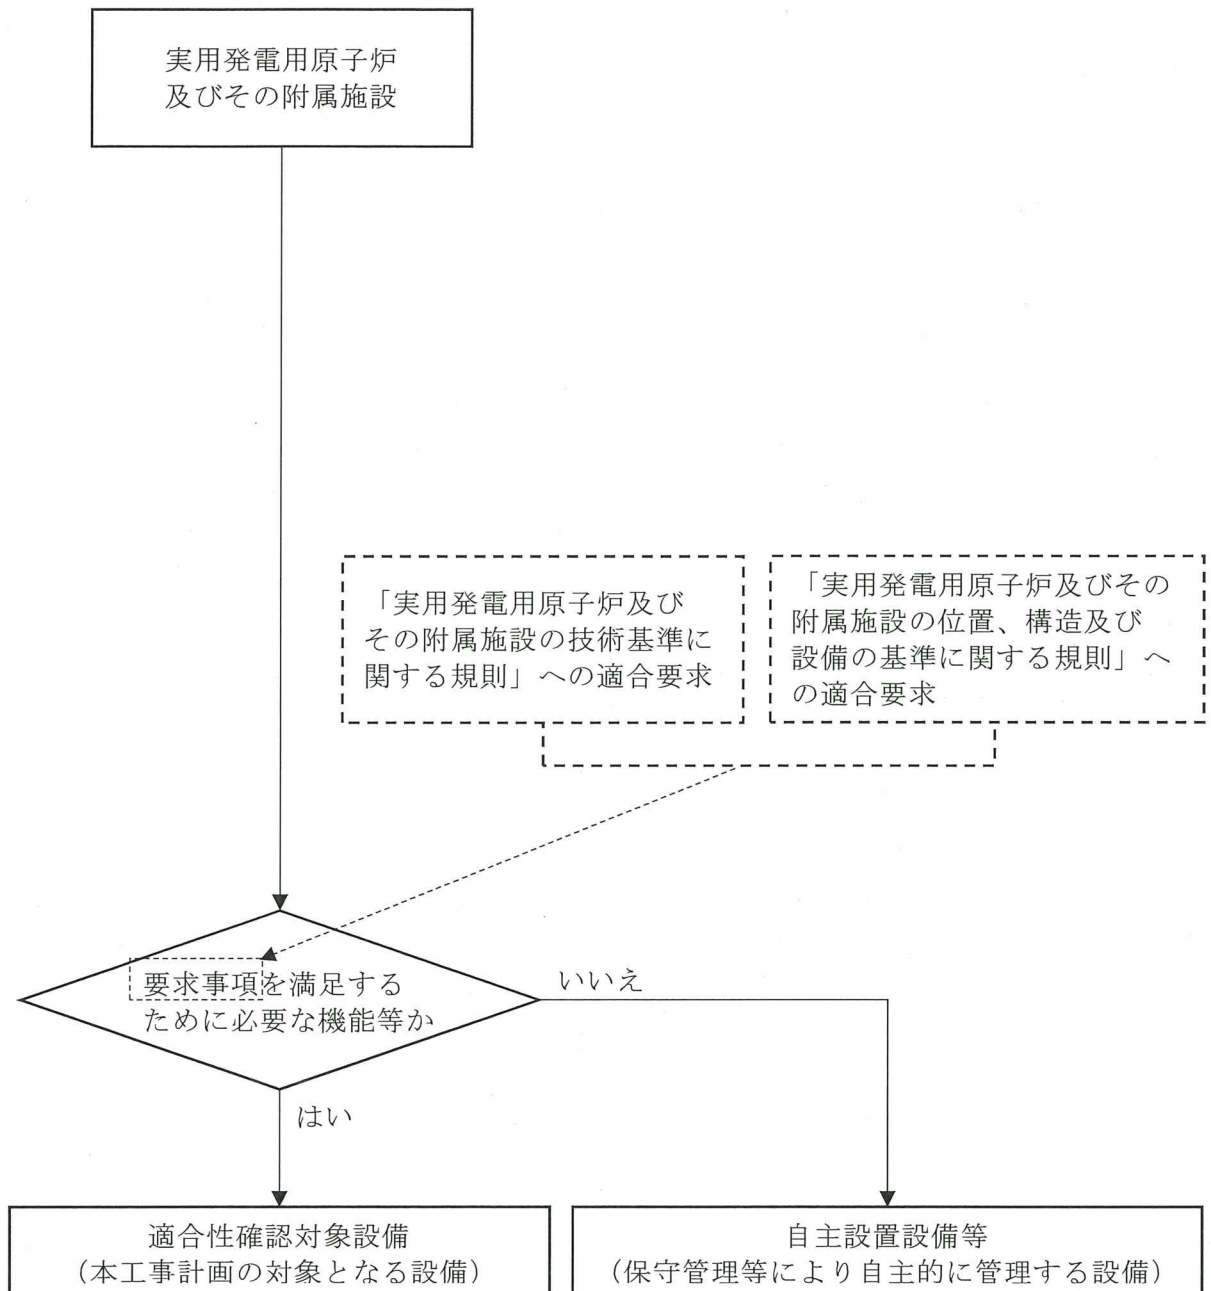 実用発電用原子炉
及びその附属施設
「実用発電用原子炉及び
その附属施設の技術基準に
関する規則」への適合要求
「実用発電用原子炉及びその
附属施設の位置、構造及び
設備の基準に関する規則」へ
の適合要求
要求事項を満足する
ために必要な機能等か
いいえ
はい
適合性確認対象設備
（本工事計画の対象となる設備）
自主設置設備等
（保守管理等により自主的に管理する設備）